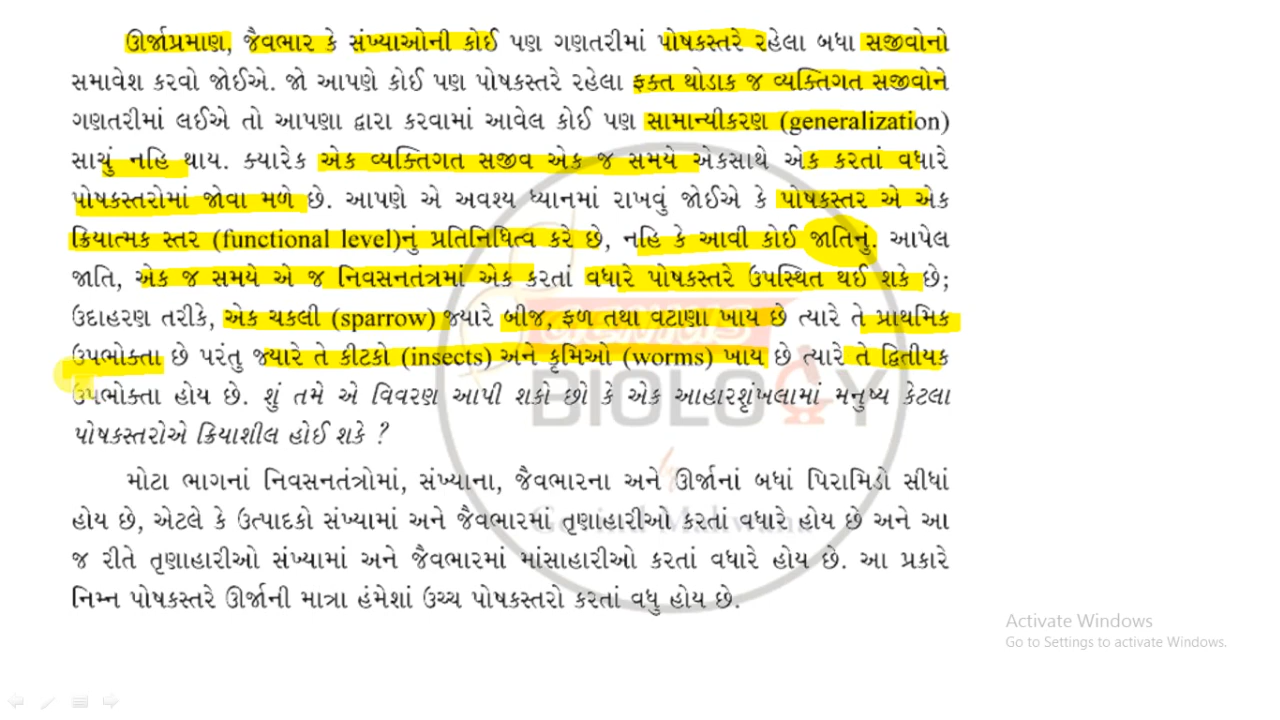 ઊર્જાપ્રમાણ, જૈવભાર કે સંખ્યાઓની કોઈ પણ ગણતરીમાં પોષકસ્તરે રહેલા બધા સજીવોનો
સમાવેશ કરવો જોઈએ. જો આપણે કોઈ પણ પોષકસ્તરે રહેલા ફક્ત થોડાક જ વ્યક્તિગત સજીવોને
ગણતરીમાં લઈએ તો આપણા દ્વારા કરવામાં આવેલ કોઈ પણ સામાન્યીકરણ (generalization)
સાચું નહિ થાય. ક્યારેક એક વ્યક્તિગત સજીવ એક જ સમયે એકસાથે એક કરતાં વધારે
પોષકસ્તરોમાં જોવા મળે છે. આપણે એ અવશ્ય ધ્યાનમાં રાખવું જોઈએ કે પોષકસ્તર એ એક
ક્રિયાત્મક સ્તર (functional level)નું પ્રતિનિધિત્વ કરે છે, નહિ કે આવી કોઈ જાતિનું. આપેલ
જાતિ, એક જ સમયે એ જ નિવસનતંત્રમાં એક કરતાં વધારે પોષકસ્તરે ઉપસ્થિત થઈ શકે છે;
ઉદાહરણ તરીકે, એક ચકલી (sparrow) જ્યારે બીજ, ફળ તથા વટાણા ખાય છે ત્યારે તે પ્રાથમિક
ઉપભોક્તા છે પરંતુ જ્યારે તે કીટકો (insects) અને કૃમિઓ (worms) ખાય છે ત્યારે તે દ્વિતીયક
ઉપભોક્તા હોય છે. શું તમે એ વિવરણ આપી શકો છો કે એક આહારશૃંખલામાં મનુષ્ય કેટલા
પોષકસ્તરોએ ક્રિયાશીલ હોઈ શકે ?
મોટા ભાગનાં નિવસનતંત્રોમાં, સંખ્યાના, જૈવભારના અને ઊર્જાનાં બધાં પિરામિડો સીધાં
હોય છે, એટલે કે ઉત્પાદકો સંખ્યામાં અને જૈવભારમાં તૃણાહારીઓ કરતાં વધારે હોય છે અને આ
જ રીતે તૃણાહારીઓ સંખ્યામાં અને જૈવભારમાં માંસાહારીઓ કરતાં વધારે હોય છે. આ પ્રકારે
નિમ્ન પોષકસ્તરે ઊર્જાની માત્રા હંમેશાં ઉચ્ચ પોષકસ્તરો કરતાં વધુ હોય છે.
BIOLOGY
by
Activate Windows
Go to Settings to activate Windows.